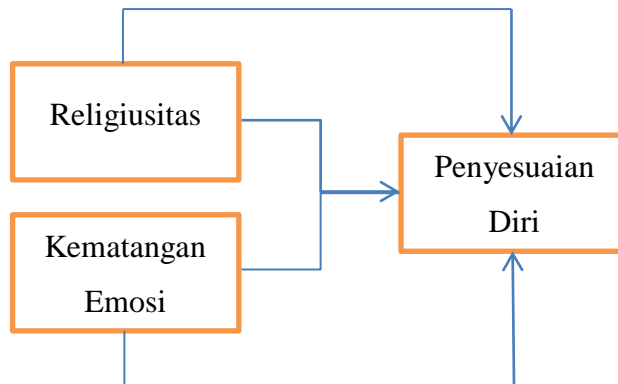 Religiusitas
Kematangan
Emosi
Penyesuaian
Diri